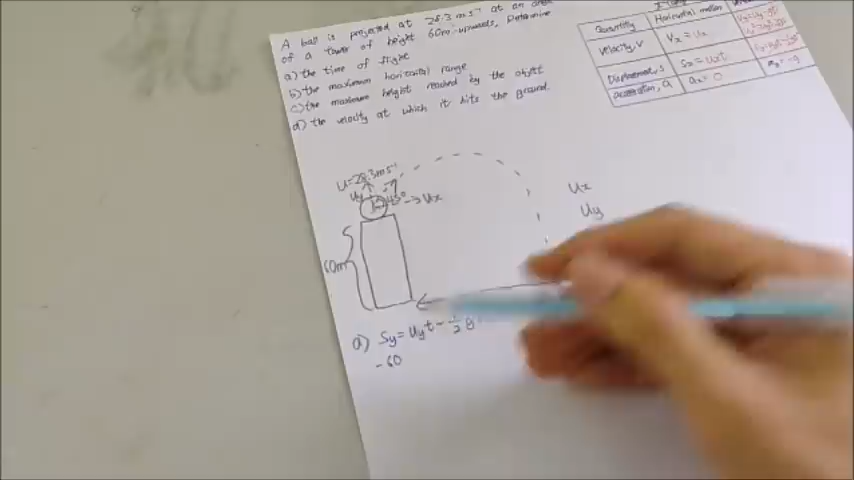 A ball is projected at 28.3 ms⁻¹ at an
of a tower of height 60m upwards. Determine
a) the time of flight
b) the maximum horizontal range
c) the maximum height reached by the object
d) the velocity at which it hits the ground.
Quantity Horizontal motion
Velocity, v Vx = Ux
Displacement, s Sx = Uxt
acceleration, a ax = 0 ay = -g
U = 28.3ms⁻¹
Uy 45° → Ux
Ux
Uy
60m
a) Sy = Uyt - 1/2 g
-60